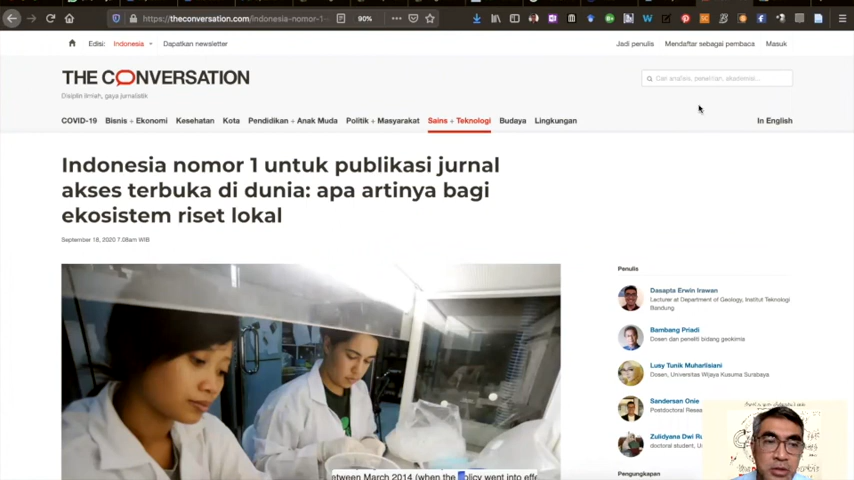 https://theconversation.com/indonesia-nomor-1-
90%
Edisi: Indonesia
Dapatkan newsletter
Jadi penulis
Mendaftar sebagai pembaca
Masuk
THE CONVERSATION
Disiplin ilmiah, gaya jurnalistik
Cari analisis, penelitian, akademisi...
COVID-19 Bisnis + Ekonomi Kesehatan Kota Pendidikan + Anak Muda Politik + Masyarakat Sains + Teknologi Budaya Lingkungan
In English
Indonesia nomor 1 untuk publikasi jurnal
akses terbuka di dunia: apa artinya bagi
ekosistem riset lokal
September 18, 2020 7.08am WIB
Penulis
Dasapta Erwin Irawan
Lecturer at Department of Geology, Institut Teknologi
Bandung
Bambang Priadi
Dosen dan peneliti bidang geokimia
Lusy Tunik Muharlisiani
Dosen, Universitas Wijaya Kusuma Surabaya
Sandersan Onie
Postdoctoral
Zulidyana Dwi
doctoral student,
Pengungkapan
between March 2014 (when the policy went into